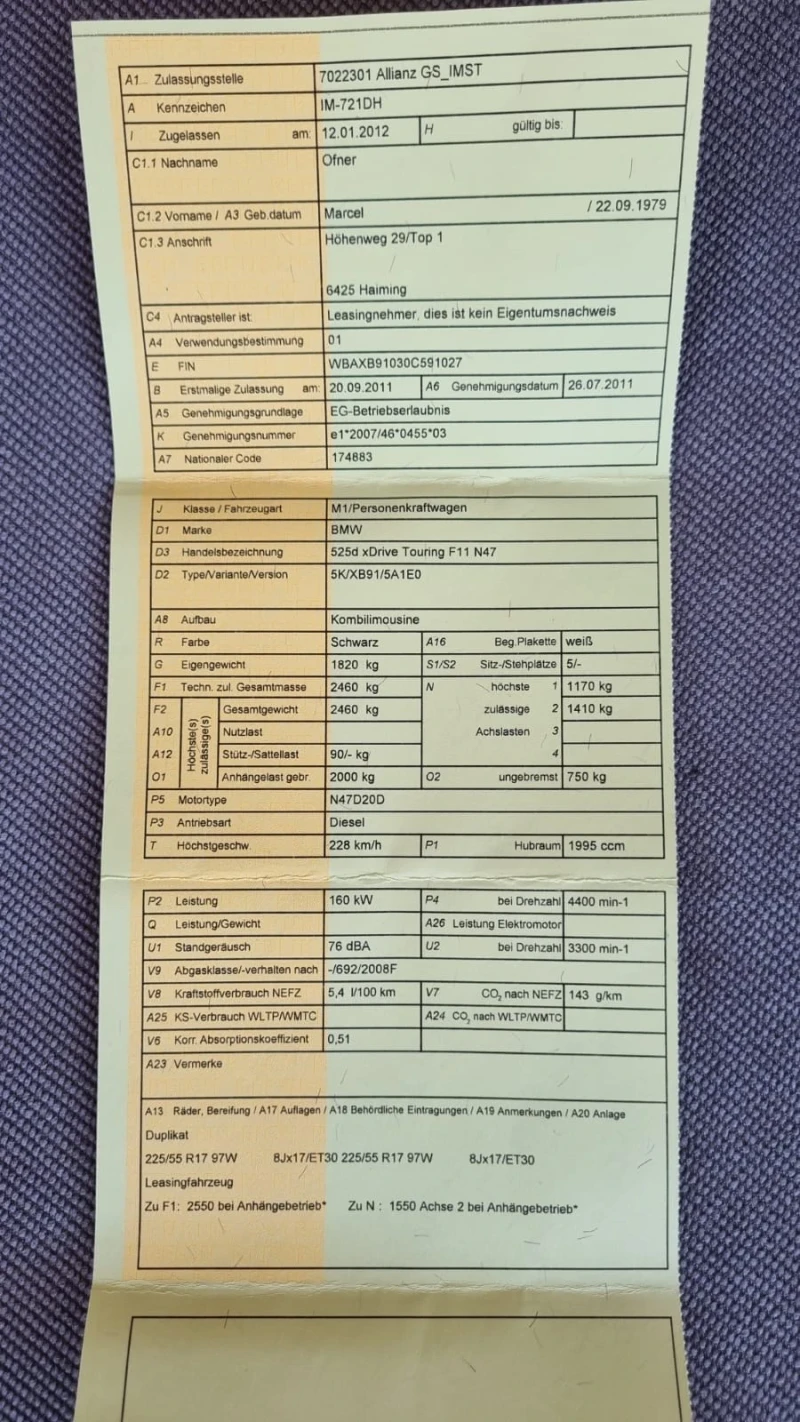 A1 Zulassungsstelle 7022301 Allianz GS_IMST
A Kennzeichen IM-721DH
I Zugelassen am: 12.01.2012 H gültig bis:
C1.1 Nachname Ofner
C1.2 Vorname / A3 Geb.datum Marcel / 22.09.1979
C1.3 Anschrift Höhenweg 29/Top 1
6425 Haiming
C4 Antragsteller ist: Leasingnehmer, dies ist kein Eigentumsnachweis
A4 Verwendungsbestimmung 01
E FIN WBAXB91030C591027
B Erstmalige Zulassung am: 20.09.2011 A6 Genehmigungsdatum 26.07.2011
A5 Genehmigungsgrundlage EG-Betriebserlaubnis
K Genehmigungsnummer e1*2007/46*0455*03
A7 Nationaler Code 174883
J Klasse / Fahrzeugart M1/Personenkraftwagen
D1 Marke BMW
D3 Handelsbezeichnung 525d xDrive Touring F11 N47
D2 Type/Variante/Version 5K/XB91/5A1E0
A8 Aufbau Kombilimousine
R Farbe Schwarz A16 Beg.Plakette weiß
G Eigengewicht 1820 kg S1/S2 Sitz-/Stehplätze 5/-
F1 Techn. zul. Gesamtmasse 2460 kg N höchste 1 1170 kg
F2 Höchste(s) zulässige(s) Gesamtgewicht 2460 kg zulässige 2 1410 kg
A10 Nutzlast Achslasten 3
A12 Stütz-/Sattellast 90/- kg 4
O1 Anhängelast gebr. 2000 kg O2 ungebremst 750 kg
P5 Motortype N47D20D
P3 Antriebsart Diesel
T Höchstgeschw. 228 km/h P1 Hubraum 1995 ccm
P2 Leistung 160 kW P4 bei Drehzahl 4400 min-1
Q Leistung/Gewicht A26 Leistung Elektromotor
U1 Standgeräusch 76 dBA U2 bei Drehzahl 3300 min-1
V9 Abgasklasse/-verhalten nach -/692/2008F
V8 Kraftstoffverbrauch NEFZ 5,4 l/100 km V7 CO₂ nach NEFZ 143 g/km
A25 KS-Verbrauch WLTP/WMTC A24 CO₂ nach WLTP/WMTC
V6 Korr. Absorptionskoeffizient 0,51
A23 Vermerke
A13 Räder, Bereifung / A17 Auflagen / A18 Behördliche Eintragungen / A19 Anmerkungen / A20 Anlage
Duplikat
225/55 R17 97W 8Jx17/ET30 225/55 R17 97W 8Jx17/ET30
Leasingfahrzeug
Zu F1: 2550 bei Anhängebetrieb* Zu N : 1550 Achse 2 bei Anhängebetrieb*